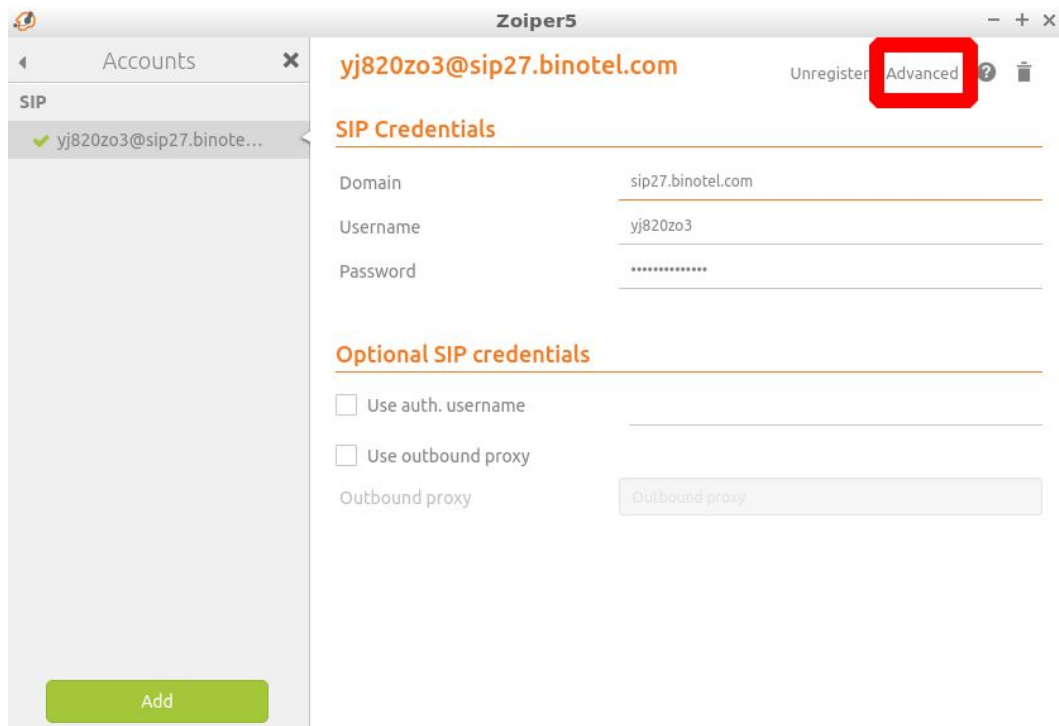 Zoiper5
Accounts
SIP
yj820zo3@sip27.binote...
Add
yj820zo3@sip27.binotel.com
Unregister Advanced ?
SIP Credentials
Domain sip27.binotel.com
Username yj820zo3
Password ••••••••••••••
Optional SIP credentials
Use auth. username
Use outbound proxy
Outbound proxy Outbound proxy